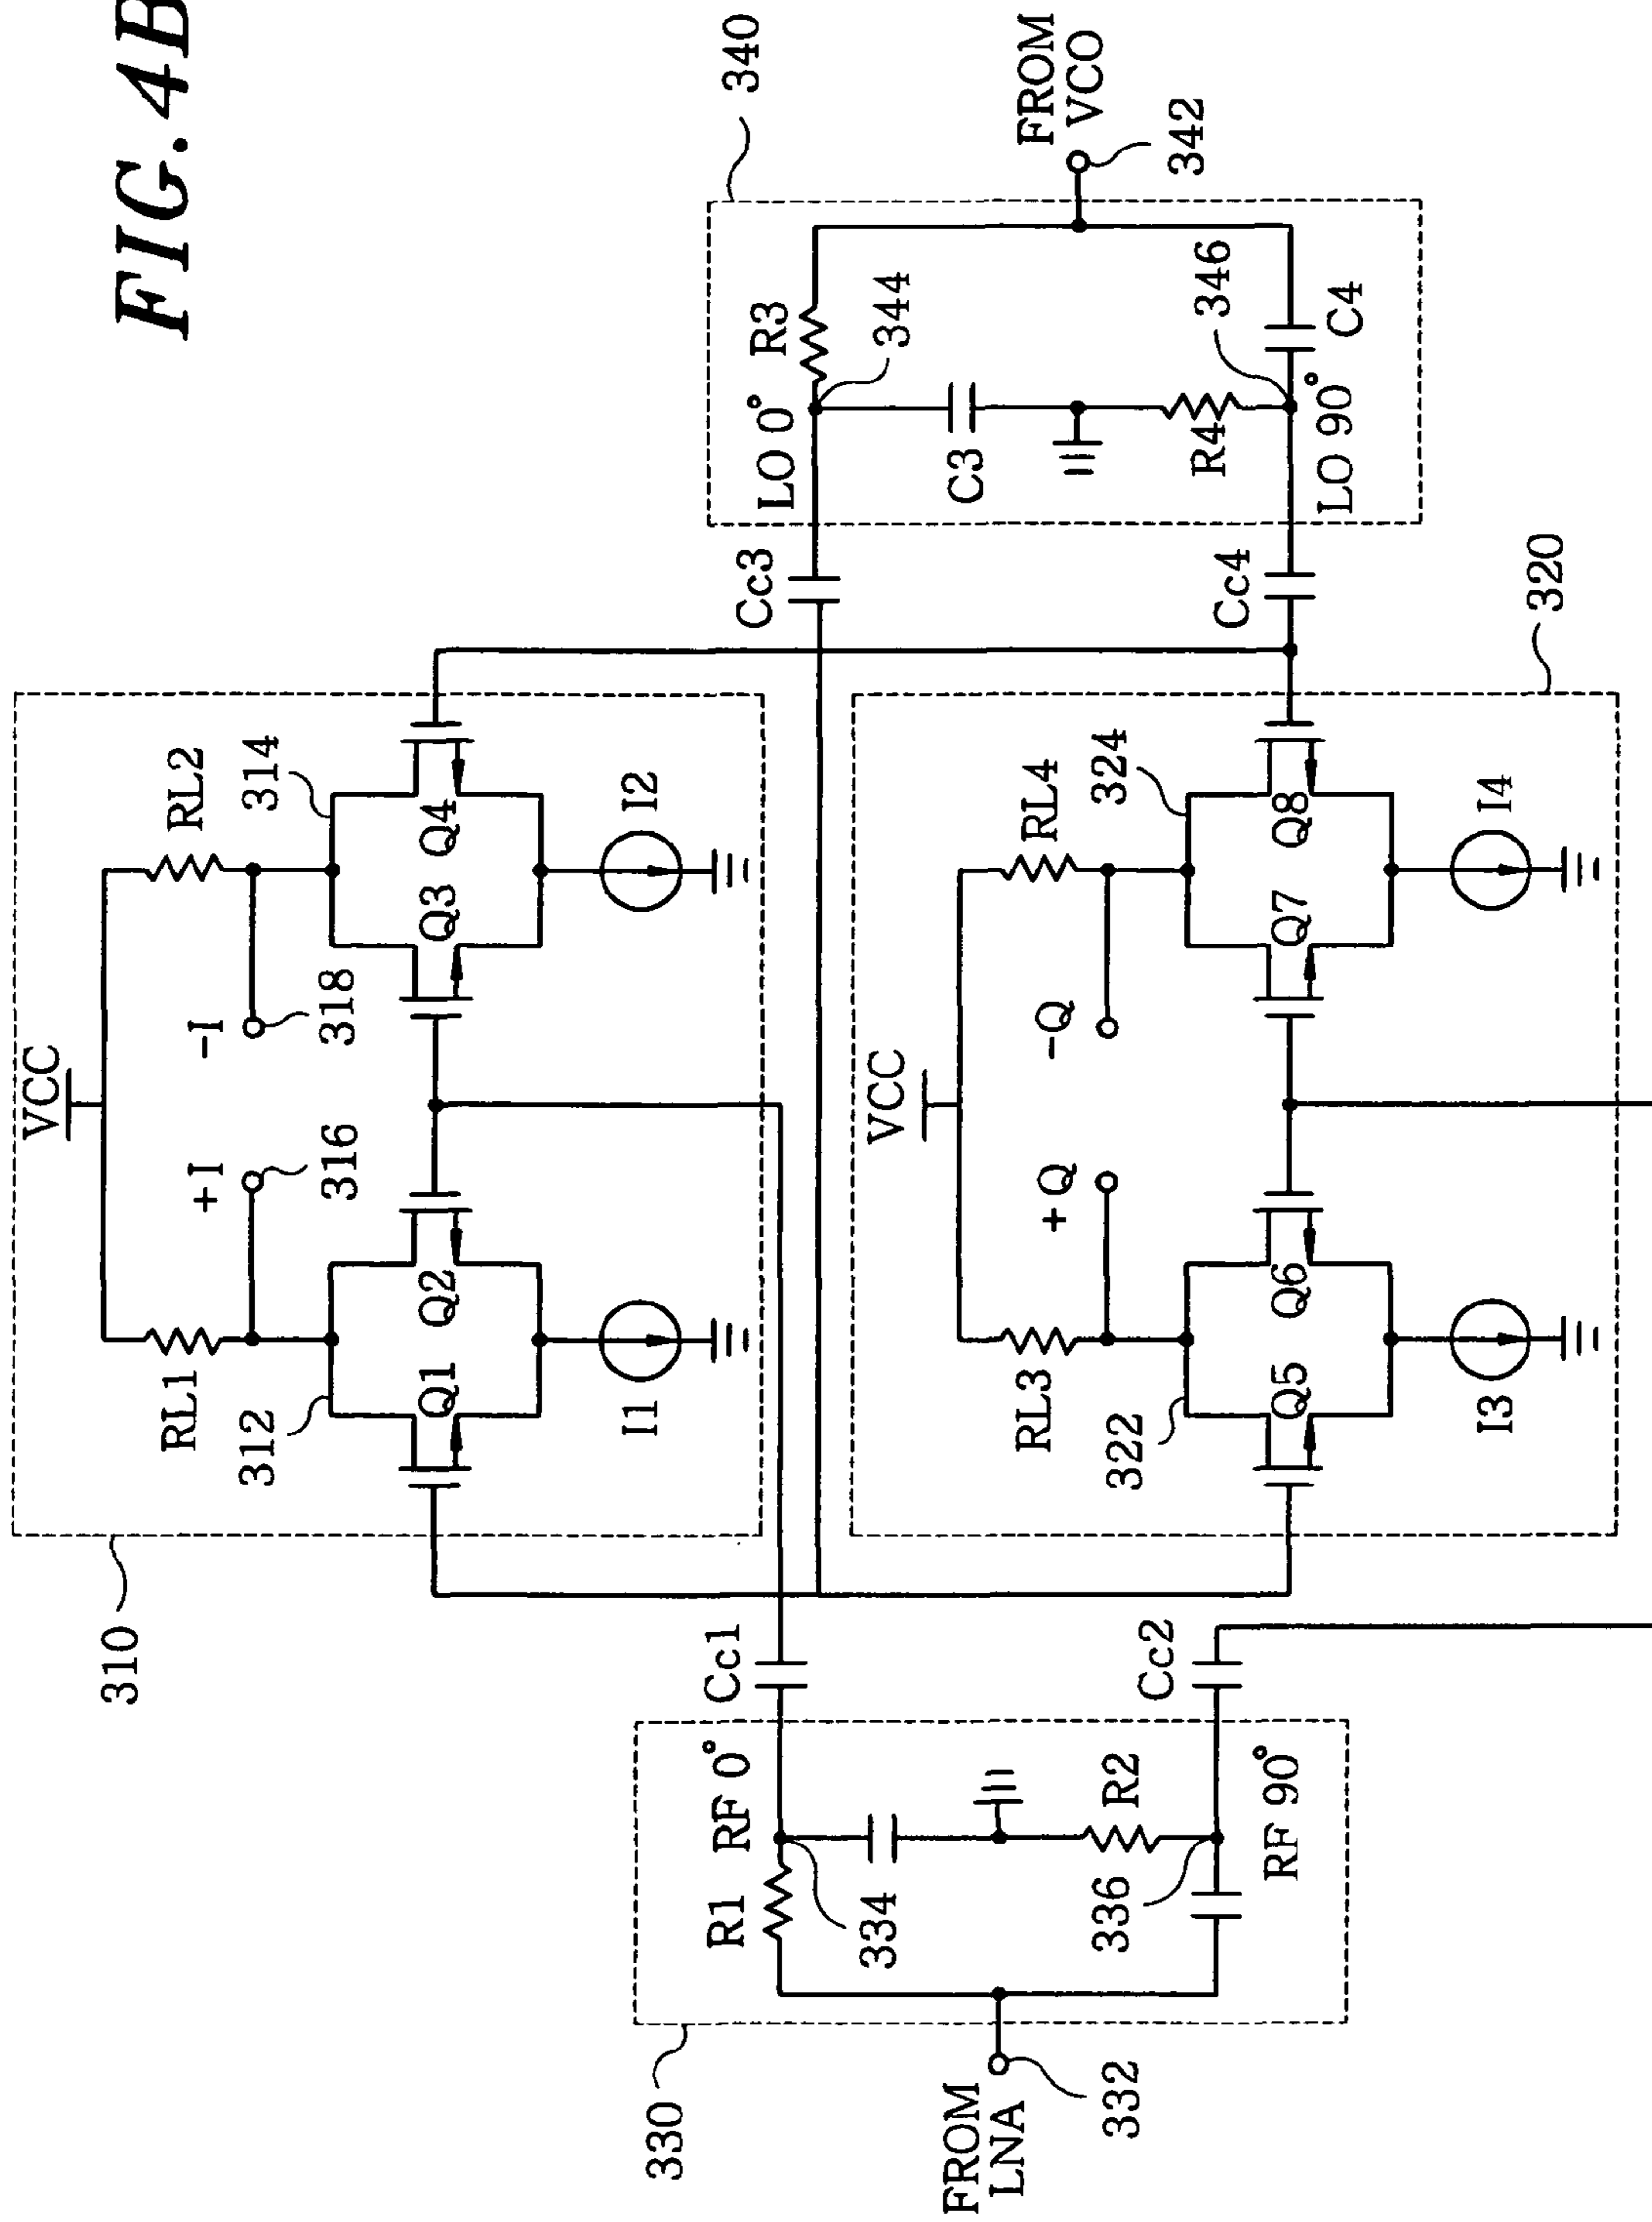 FIG.4B
310
VCC
RL1
+I
316
-I
318
RL2
312
314
Q1
Q2
Q3
Q4
I1
I2
330
FROM
LNA
332
R1
RF 0°
334
R2
336
RF 90°
Cc1
Cc2
Cc3
Cc4
340
LO 0°
R3
344
C3
R4
346
LO 90°
C4
FROM
VCO
342
320
VCC
RL3
+Q
-Q
RL4
322
324
Q5
Q6
Q7
Q8
I3
I4